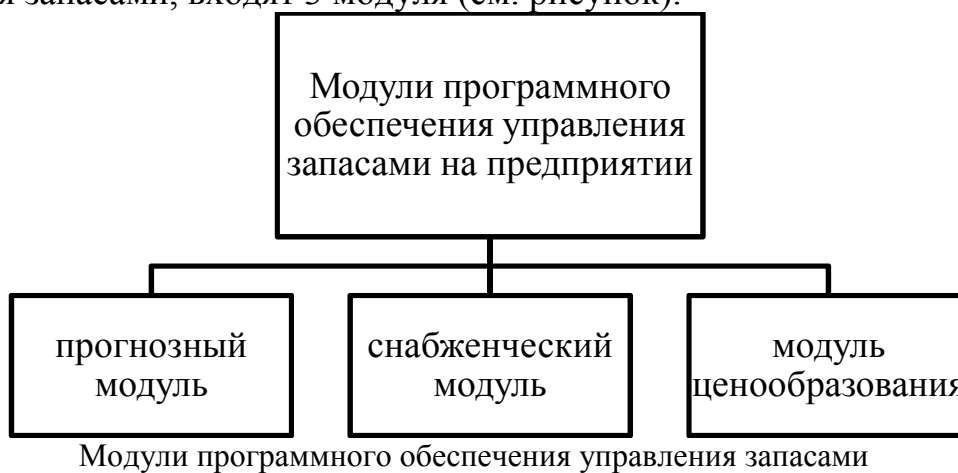 я запасами, входят 3 модуля (см. рисунок).
Модули программного
обеспечения управления
запасами на предприятии
прогнозный
модуль
снабженческий
модуль
модуль
ценообразования
Модули программного обеспечения управления запасами